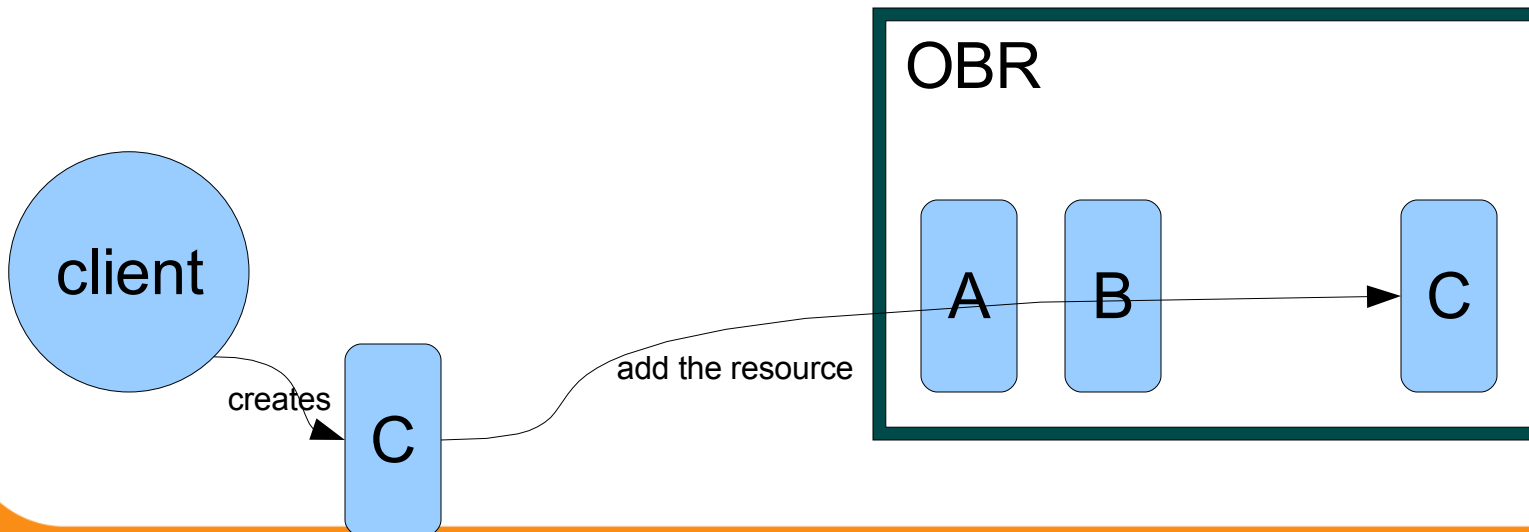 OBR
client
A
B
C
add the resource
creates
C